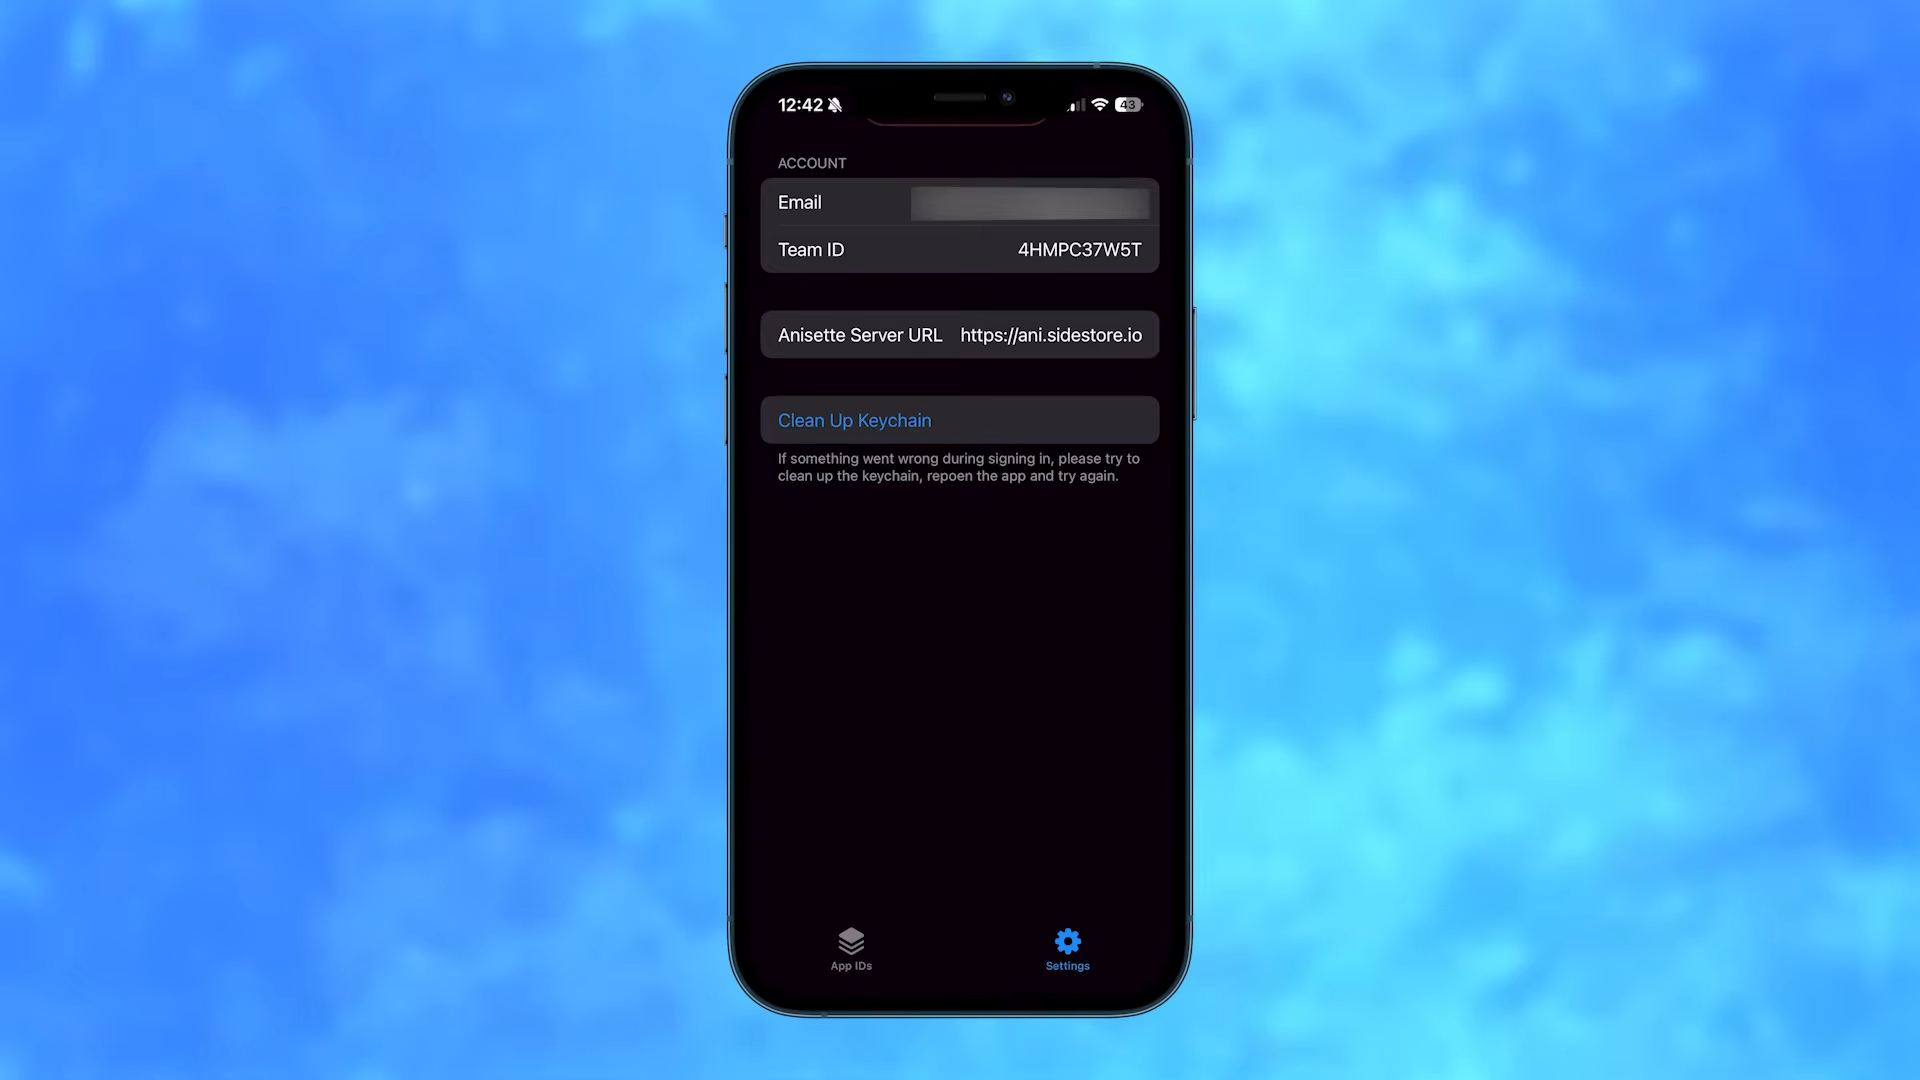 12:42
43
ACCOUNT
Email
Team ID 4HMPC37W5T
Anisette Server URL https://ani.sidestore.io
Clean Up Keychain
If something went wrong during signing in, please try to
clean up the keychain, repoen the app and try again.
App IDs
Settings